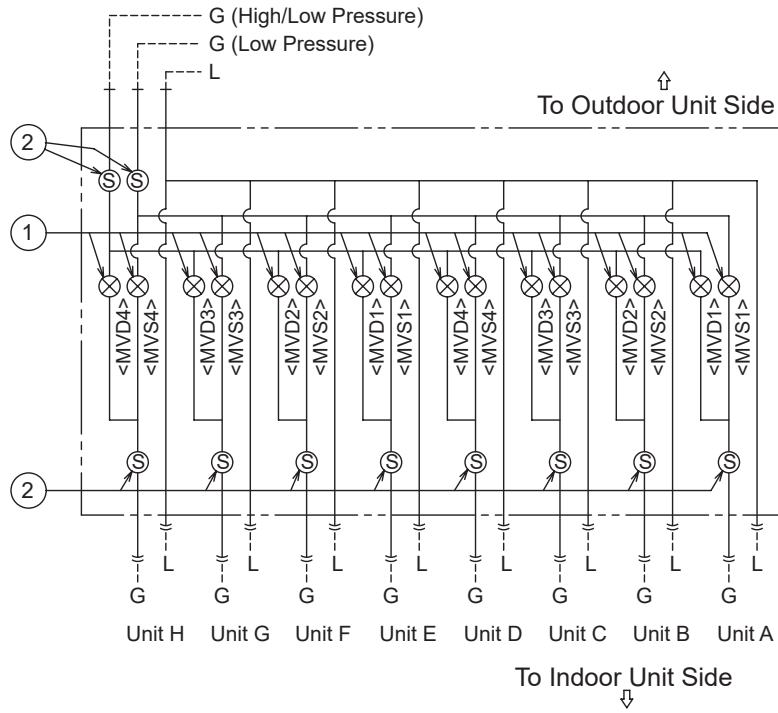 G (High/Low Pressure)
G (Low Pressure)
L
To Outdoor Unit Side
2
S S
1
<MVD4> <MVS4> <MVD3> <MVS3> <MVD2> <MVS2> <MVD1> <MVS1> <MVD4> <MVS4> <MVD3> <MVS3> <MVD2> <MVS2> <MVD1> <MVS1>
S S S S S S S S
2
L L L L L L L L
G G G G G G G G
Unit H Unit G Unit F Unit E Unit D Unit C Unit B Unit A
To Indoor Unit Side